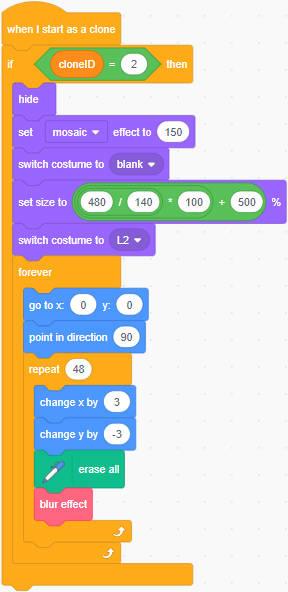 when I start as a clone
if cloneID = 2 then
hide
set mosaic effect to 150
switch costume to blank
set size to 480 / 140 * 100 + 500 %
switch costume to L2
forever
go to x: 0 y: 0
point in direction 90
repeat 48
change x by 3
change y by -3
erase all
blur effect